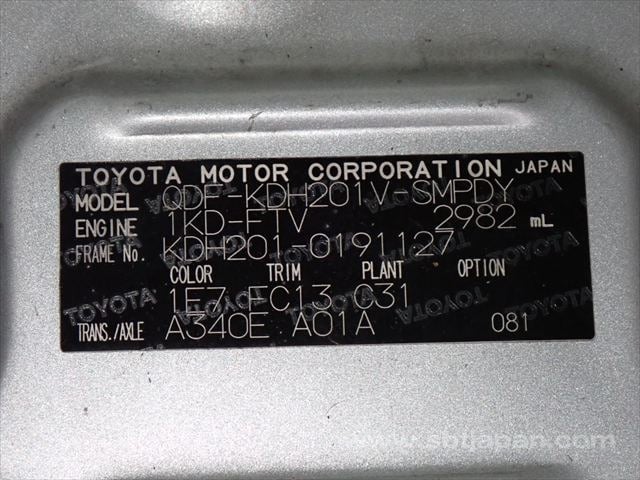 TOYOTA MOTOR CORPORATION JAPAN
MODEL QDF-KDH201V-SMPDY
ENGINE 1KD-FTV 2982 mL
FRAME No. KDH201-0191127
COLOR TRIM PLANT OPTION
1E7 FC13 C31
TRANS./AXLE A340E A01A 081
www.sbtjapan.com